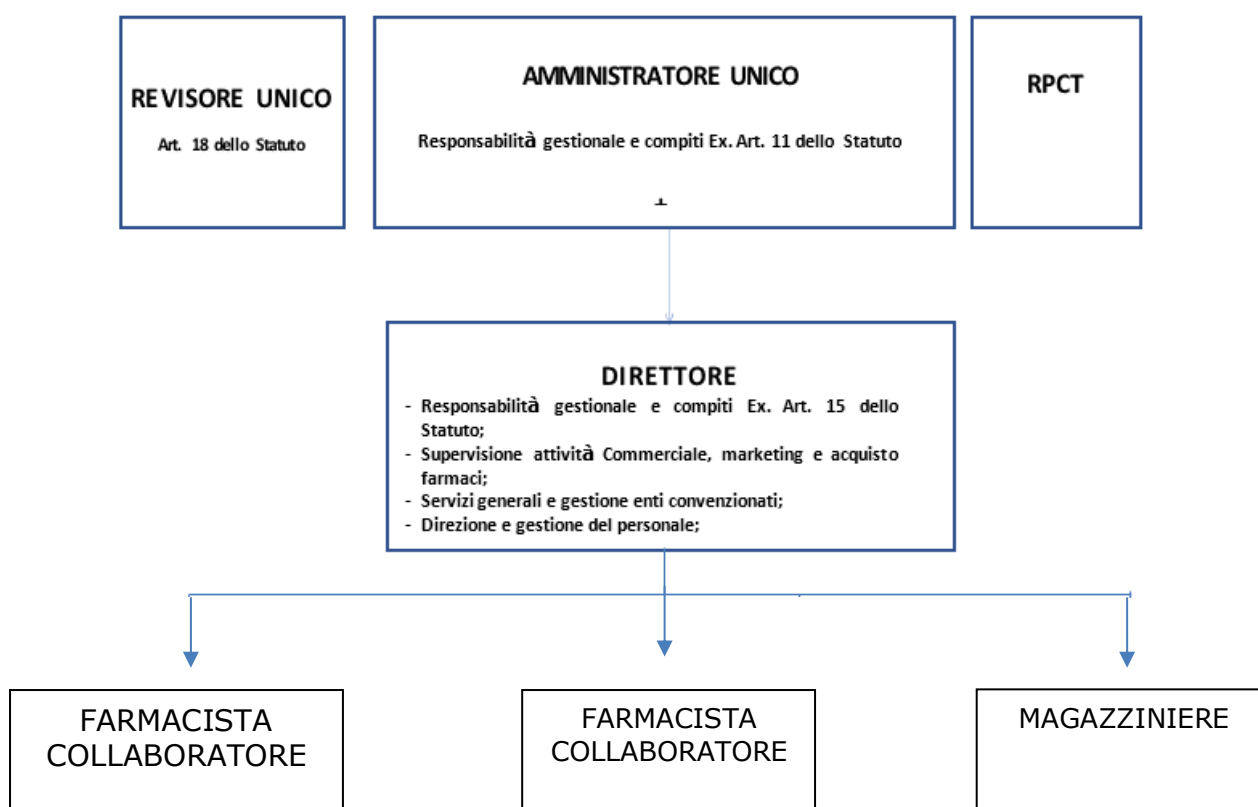 REVISORE UNICO
Art. 18 dello Statuto
AMMINISTRATORE UNICO
Responsabilità gestionale e compiti Ex. Art. 11 dello Statuto
RPCT
DIRETTORE
- Responsabilità gestionale e compiti Ex. Art. 15 dello
Statuto;
- Supervisione attività Commerciale, marketing e acquisto
farmaci;
- Servizi generali e gestione enti convenzionati;
- Direzione e gestione del personale;
FARMACISTA
COLLABORATORE
FARMACISTA
COLLABORATORE
MAGAZZINIERE